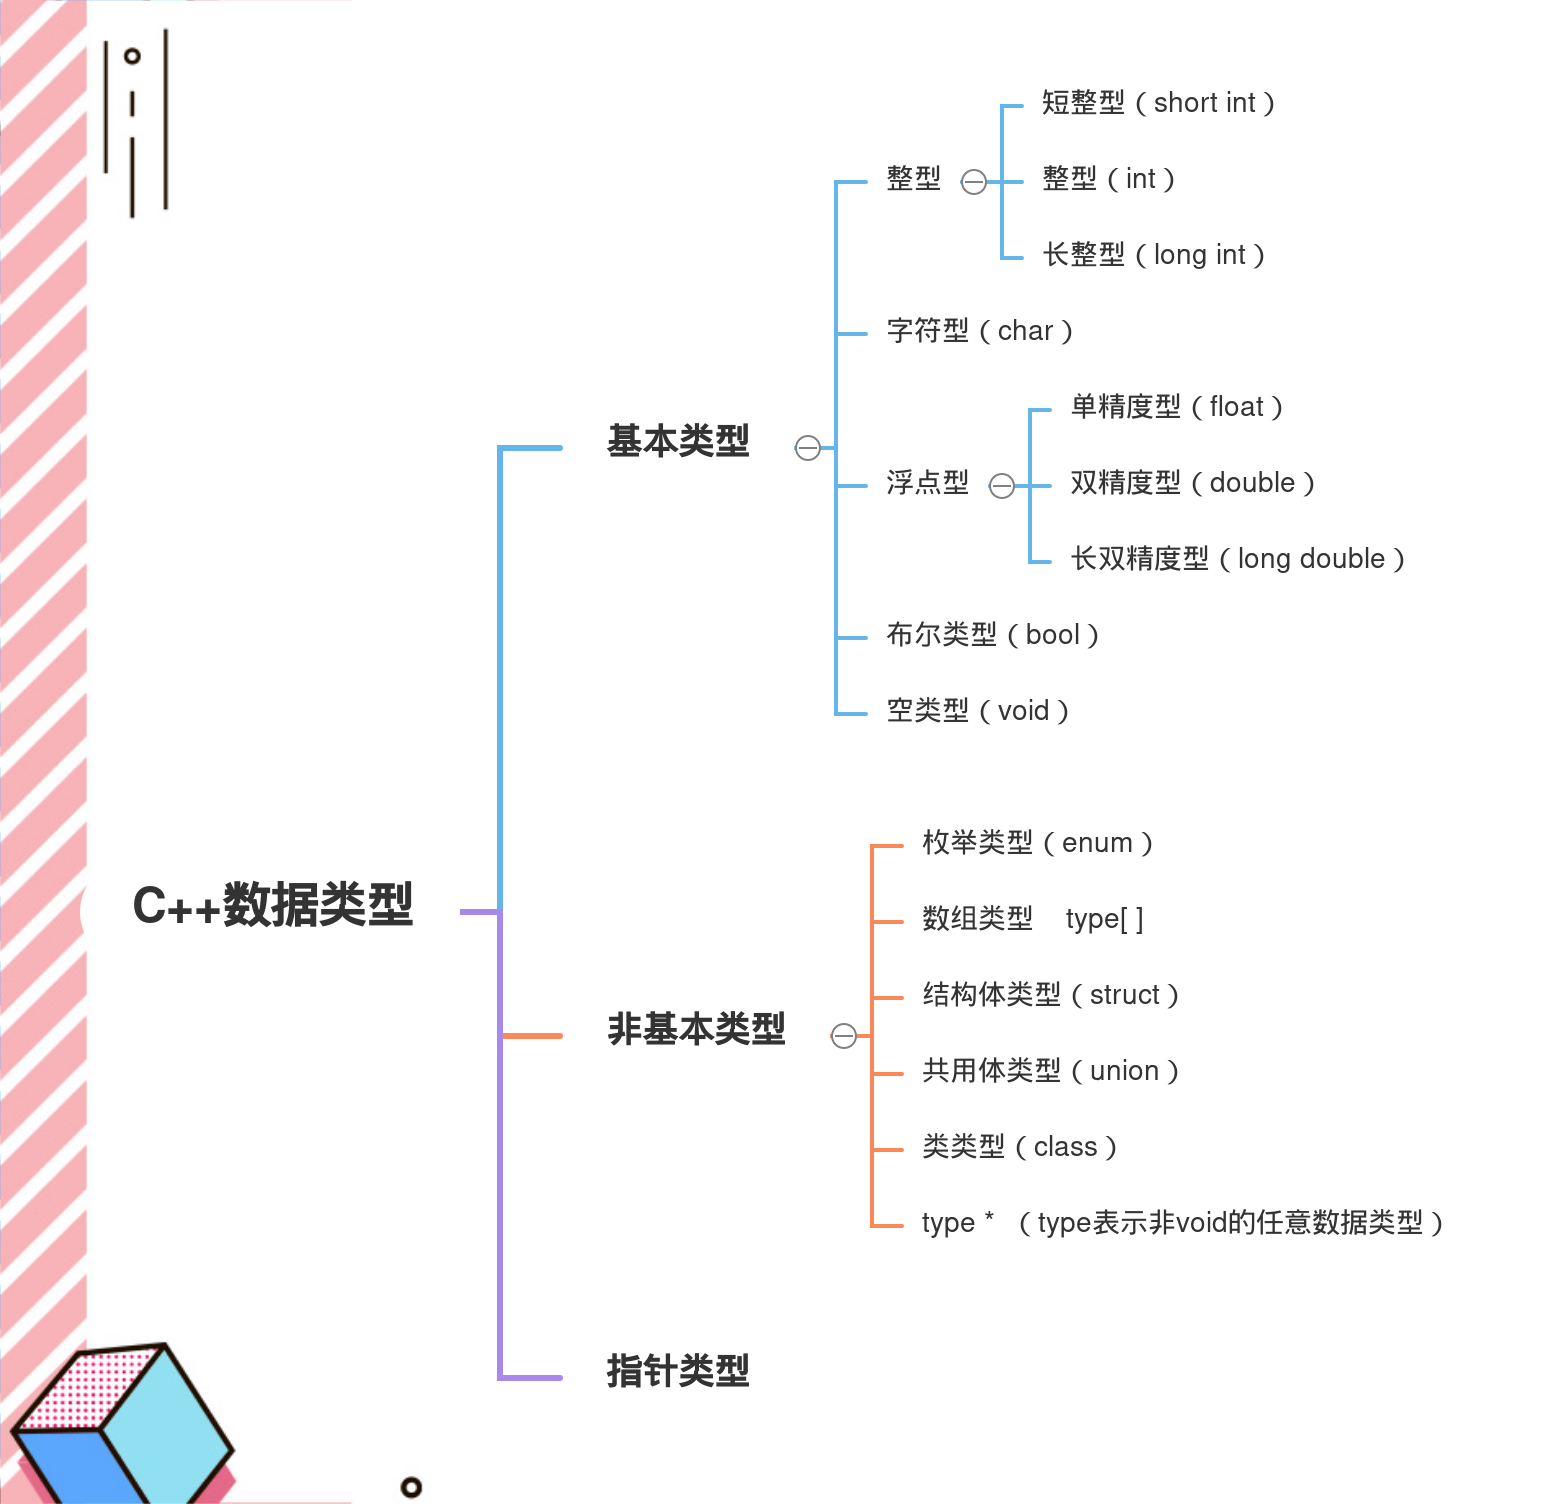 C++数据类型
基本类型
整型
短整型（short int）
整型（int）
长整型（long int）
字符型（char）
浮点型
单精度型（float）
双精度型（double）
长双精度型（long double）
布尔类型（bool）
空类型（void）
非基本类型
枚举类型（enum）
数组类型    type[ ]
结构体类型（struct）
共用体类型（union）
类类型（class）
type * （type表示非void的任意数据类型）
指针类型